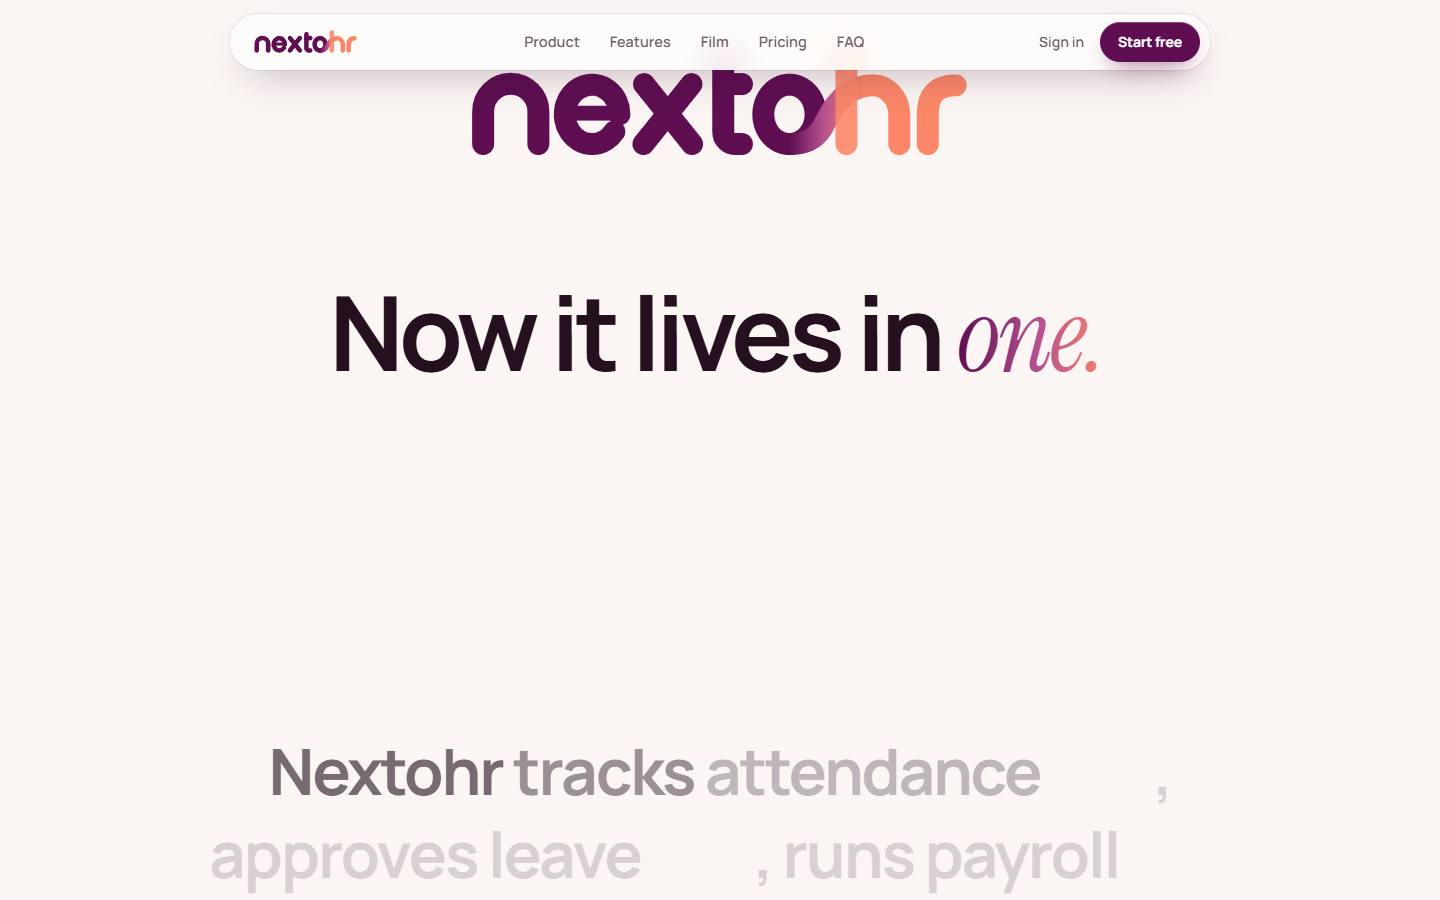 nextohr Product Features Film Pricing FAQ Sign in Start free
nextohr
Now it lives in one.
Nextohr tracks attendance ,
approves leave , runs payroll